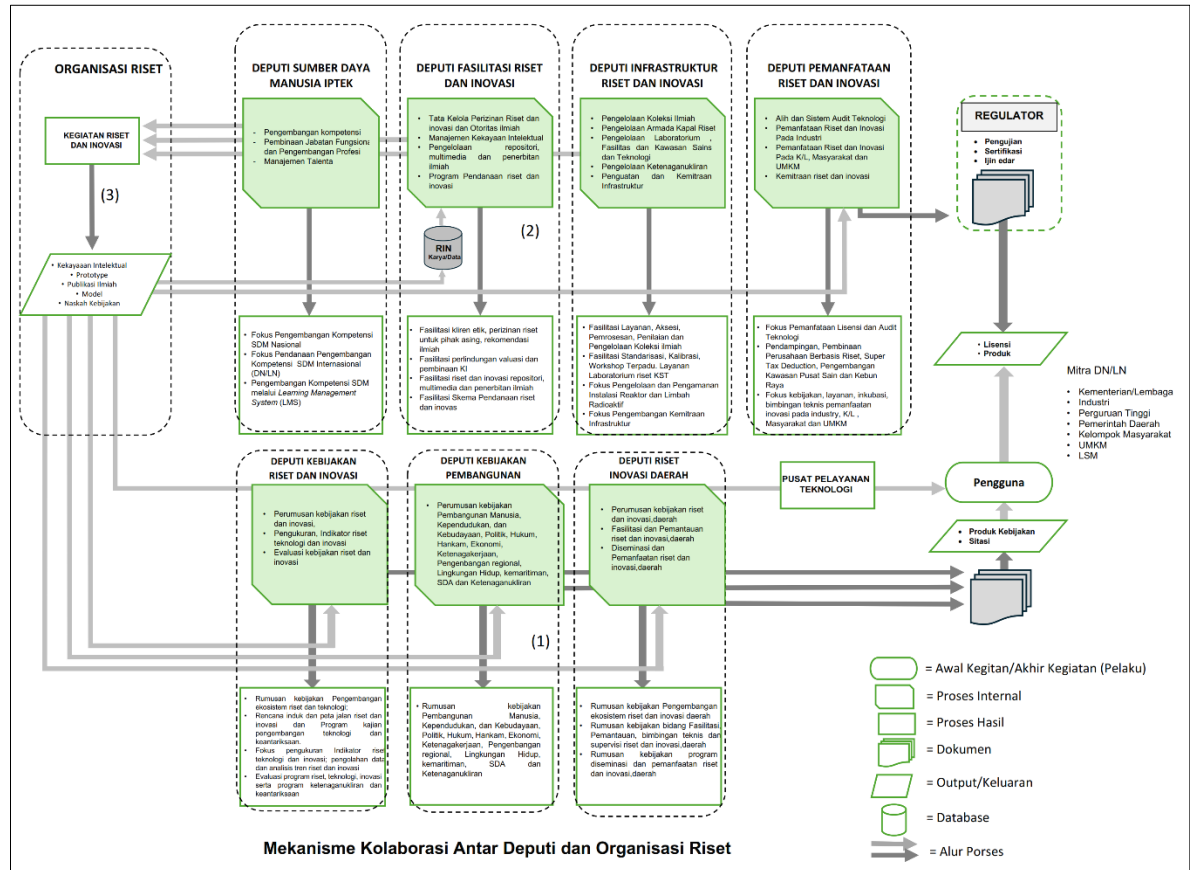 ORGANISASI RISET
KEGIATAN RISET
DAN INOVASI
(3)
• Kekayaaan Intelektual
• Prototype
• Publikasi Ilmiah
• Model
• Naskah Kebijakan
DEPUTI SUMBER DAYA
MANUSIA IPTEK
- Pengembangan kompetensi
- Pembinaan Jabatan Fungsiona
dan Pengembangan Profesi
- Manajemen Talenta
• Fokus Pengembangan Kompetensi
SDM Nasional
• Fokus Pendanaan Pengembangan
Kompetensi SDM Internasional
(DN/LN)
• Pengembangan Kompetensi SDM
melalui Learning Management
System (LMS)
DEPUTI FASILITASI RISET
DAN INOVASI
• Tata Kelola Perizinan Riset dan
inovasi dan Otoritas ilmiah
• Manajemen Kekayaan Intelektual
• Pengelolaan repositori,
multimedia dan penerbitan
ilmiah
• Program Pendanaan riset dan
inovasi
RIN
Karya/Data
(2)
• Fasilitasi kliren etik, perizinan riset
untuk pihak asing, rekomendasi
ilmiah
• Fasilitasi perlindungan valuasi dan
pembinaan KI
• Fasilitasi riset dan inovasi repositori,
multimedia dan penerbitan ilmiah
• Fasilitasi Skema Pendanaan riset
dan inovas
DEPUTI INFRASTRUKTUR
RISET DAN INOVASI
• Pengelolaan Koleksi Ilmiah
• Pengelolaan Armada Kapal Riset
• Pengelolaan Laboratorium ,
Fasilitas dan Kawasan Sains
dan Teknologi
• Pengelolaan Ketenaganukliran
• Penguatan dan Kemitraan
Infrastruktur
• Fasilitasi Layanan, Aksesi,
Pemrosesan, Penilaian dan
Pengelolaan Koleksi ilmiah
• Fasilitasi Standarisasi, Kalibrasi,
Workshop Terpadu. Layanan
Laboratorium riset KST
• Fokus Pengelolaan dan Pengamanan
Instalasi Reaktor dan Limbah
Radioaktif
• Fokus Pengembangan Kemitraan
Infrastruktur
DEPUTI PEMANFATAAN
RISET DAN INOVASI
• Alih dan Sistem Audit Teknologi
• Pemanfataan Riset dan Inovasi
Pada Industri
• Pemanfataan Riset dan Inovasi
Pada K/L, Masyarakat dan
UMKM
• Kemitraan riset dan inovasi
• Fokus Pemanfataan Lisensi dan Audit
Teknologi
• Pendampingan, Pembinaan
Perusahaan Berbasis Riset, Super
Tax Deduction, Pengembangan
Kawasan Pusat Sain dan Kebun
Raya
• Fokus kebijakan, layanan, inkubasi,
bimbingan teknis pemanfatan
inovasi pada industry, K/L ,
Masyarakat dan UMKM
REGULATOR
• Pengujian
• Sertifikasi
• Ijin edar
• Lisensi
• Produk
Mitra DN/LN
• Kementerian/Lembaga
• Industri
• Perguruan Tinggi
• Pemerintah Daerah
• Kelompok Masyarakat
• UMKM
• LSM
PUSAT PELAYANAN
TEKNOLOGI
Pengguna
• Produk Kebijakan
• Sitasi
DEPUTI KEBIJAKAN
RISET DAN INOVASI
• Perumusan kebijakan riset dan
inovasi,
• Pengukuran, Indikator riset
teknologi dan inovasi
• Evaluasi kebijakan riset dan
inovasi
• Rumusan kebijakan Pengembangan
ekosistem riset dan teknologi;
• Rencana induk dan peta jalan riset dan
inovasi dan Program kajian
pengembangan teknologi dan
keantariksaan.
• Fokus pengukuran Indikator riset
teknologi dan inovasi; pengolahan data
dan analisis tren riset dan inovasi
• Evaluasi program riset, teknologi, inovasi
serta program ketenaganukliran dan
keantariksaan
DEPUTI KEBIJAKAN
PEMBANGUNAN
• Perumusan kebijakan
Pembangunan Manusia,
Kependudukan, dan
Kebudayaan, Politik, Hukum,
Hankam, Ekonomi,
Ketenagakerjaan,
Pengenbangan regional,
Lingkungan Hidup, kemaritiman,
SDA dan Ketenaganukliran
(1)
• Rumusan kebijakan
Pembangunan Manusia,
Kependudukan, dan Kebudayaan,
Politik, Hukum, Hankam, Ekonomi,
Ketenagakerjaan, Pengenbangan
regional, Lingkungan Hidup,
kemaritiman, SDA dan
Ketenaganukliran
DEPUTI RISET
INOVASI DAERAH
• Perumusan kebijakan riset
dan inovasi,daerah
• Fasilitasi dan Pemantauan
riset dan inovasi,daerah
• Diseminasi dan
Pemanfatan riset dan
inovasi,daerah
• Rumusan kebijakan Pengembangan
ekosistem riset dan inovasi daerah
• Rumusan kebijakan bidang Fasilitasi,
Pemantauan, bimbingan teknis dan
supervisi riset dan inovasi,daerah
• Rumusan kebijakan program
diseminasi dan pemanfatan riset
dan inovasi,daerah
= Awal Kegitan/Akhir Kegiatan (Pelaku)
= Proses Internal
= Proses Hasil
= Dokumen
= Output/Keluaran
= Database
= Alur Porses
Mekanisme Kolaborasi Antar Deputi dan Organisasi Riset